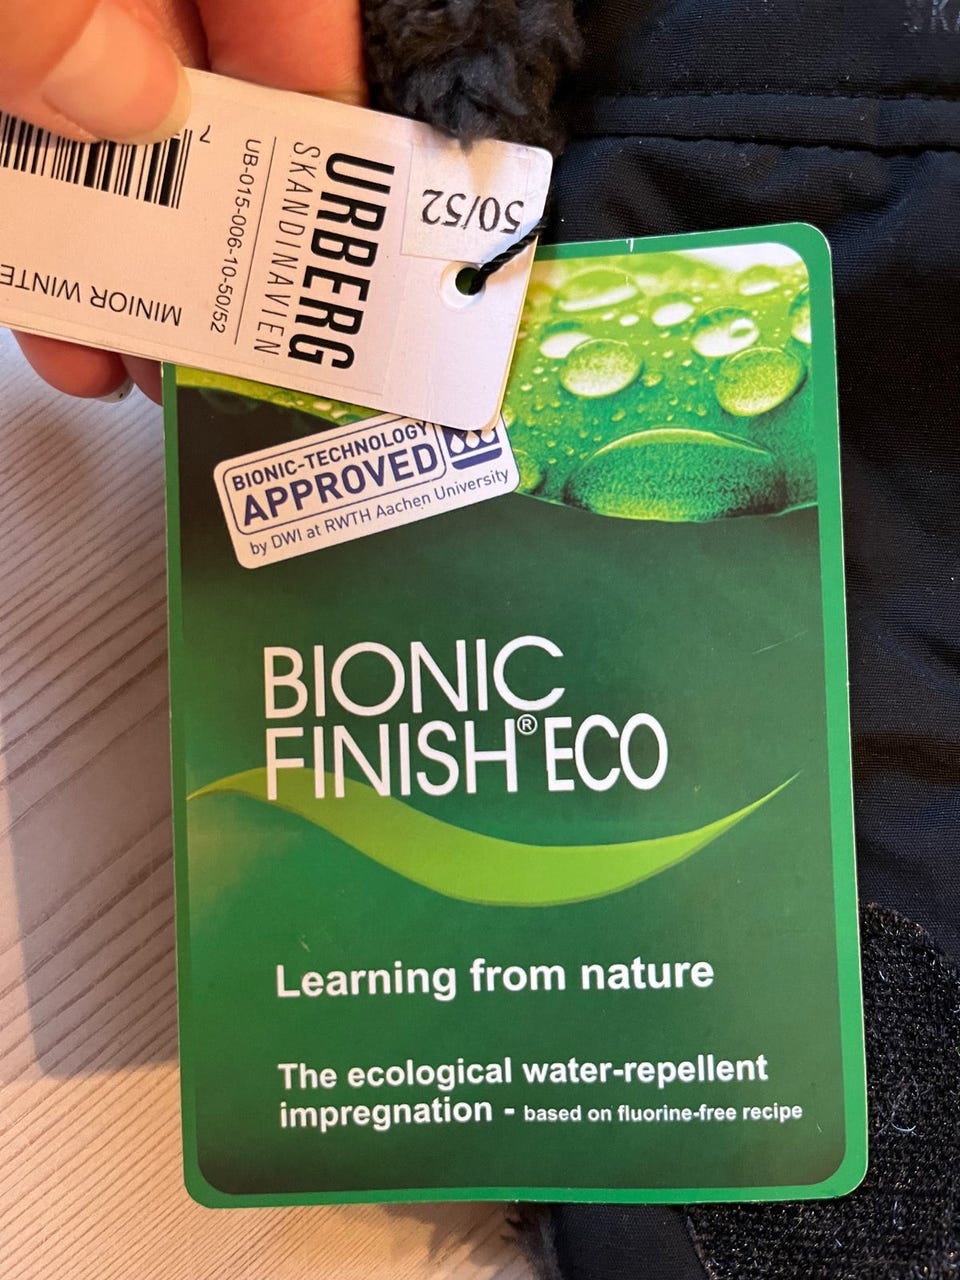 50/52
URBERG
SKANDINAVIEN
UB-015-006-10-50/52
MINIOR WINTE
7
BIONIC-TECHNOLOGY
APPROVED
by DWI at RWTH Aachen University
BIONIC
FINISH® ECO
Learning from nature
The ecological water-repellent
impregnation - based on fluorine-free recipe